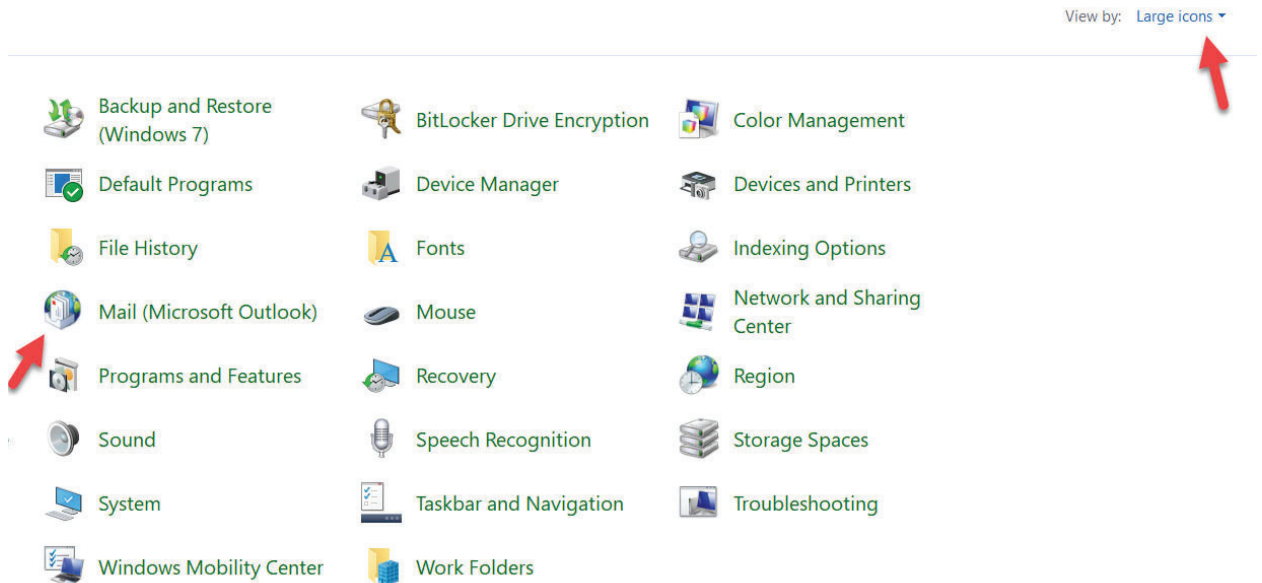 View by: Large icons
Backup and Restore
(Windows 7)
BitLocker Drive Encryption
Color Management
Default Programs
Device Manager
Devices and Printers
File History
Fonts
Indexing Options
Mail (Microsoft Outlook)
Mouse
Network and Sharing
Center
Programs and Features
Recovery
Region
Sound
Speech Recognition
Storage Spaces
System
Taskbar and Navigation
Troubleshooting
Windows Mobility Center
Work Folders